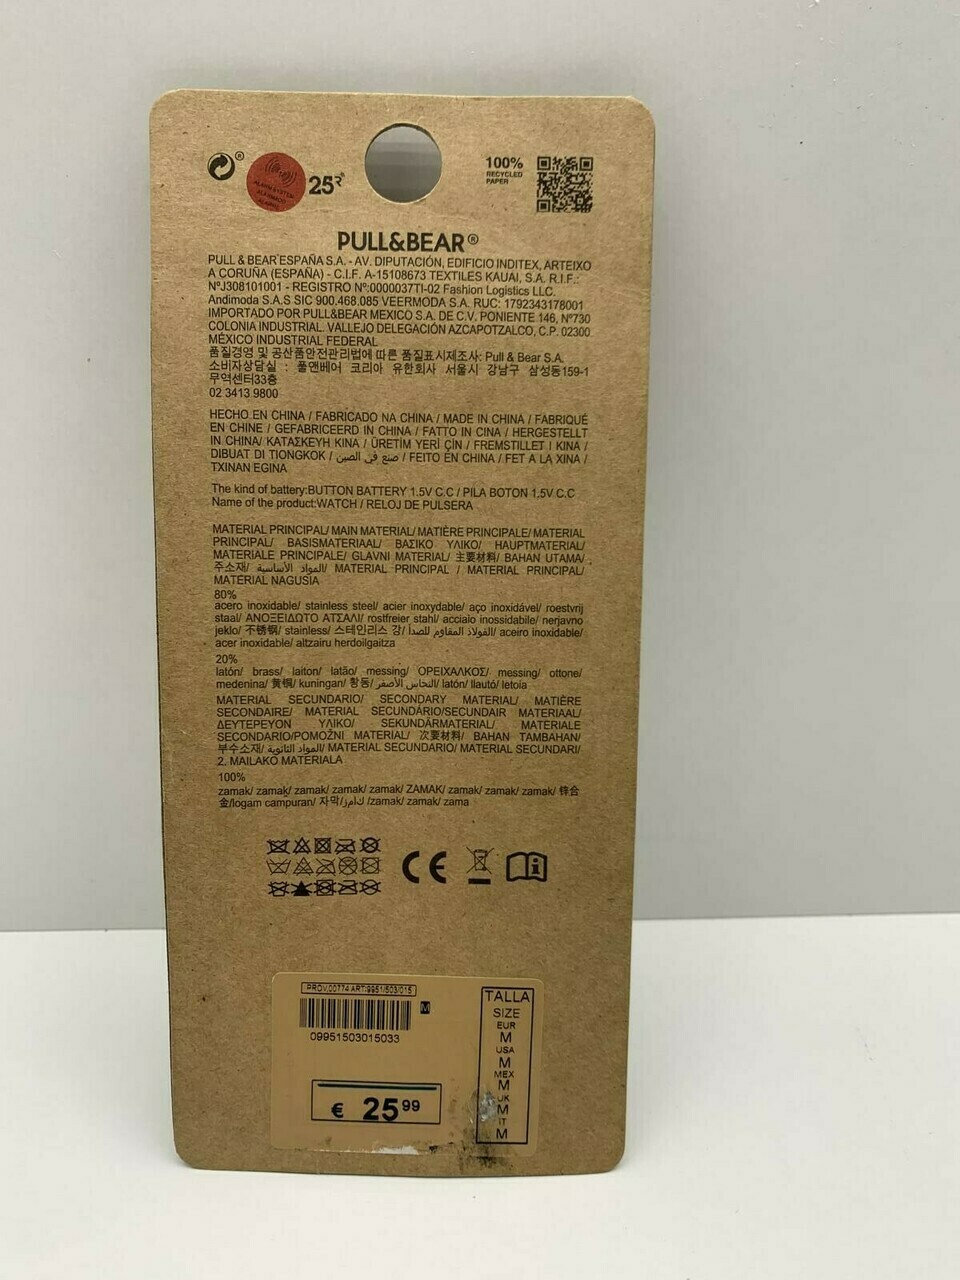 25
100%
RECYCLED
PAPER
PULL&BEAR®
PULL & BEAR ESPAÑA S.A. - AV. DIPUTACIÓN, EDIFICIO INDITEX, ARTEIXO
A CORUÑA (ESPAÑA) - C.I.F. A-15108673 TEXTILES KAUAI, S.A. R.I.F.:
NºJ308101001 - REGISTRO Nº:0000037TI-02 Fashion Logistics LLC.
Andimoda S.A.S SIC 900.468.085 VEERMODA S.A. RUC: 1792343178001
IMPORTADO POR PULL&BEAR MEXICO S.A. DE C.V. PONIENTE 146, Nº730
COLONIA INDUSTRIAL. VALLEJO DELEGACIÓN AZCAPOTZALCO, C.P. 02300
MÉXICO INDUSTRIAL FEDERAL
품질경영 및 공산품안전관리법에 따른 품질표시제조사: Pull & Bear S.A.
소비자상담실 : 풀앤베어 코리아 유한회사 서울시 강남구 삼성동159-1
무역센터33층
02 3413 9800
HECHO EN CHINA / FABRICADO NA CHINA / MADE IN CHINA / FABRIQUÉ
EN CHINE / GEFABRICEERD IN CHINA / FATTO IN CINA / HERGESTELLT
IN CHINA/ ΚΑΤΑΣΚΕΥΗ ΚΙΝΑ / ÜRETİM YERİ ÇİN / FREMSTILLET I KINA /
DIBUAT DI TIONGKOK / صنع في الصين / FEITO EN CHINA / FET A LA XINA /
TXINAN EGINA
The kind of battery:BUTTON BATTERY 1.5V C.C / PILA BOTON 1,5V C.C
Name of the product:WATCH / RELOJ DE PULSERA
MATERIAL PRINCIPAL/ MAIN MATERIAL/ MATIÈRE PRINCIPALE/ MATERIAL
PRINCIPAL/ BASISMATERIAAL/ ΒΑΣΙΚΟ ΥΛΙΚΟ/ HAUPTMATERIAL/
MATERIALE PRINCIPALE/ GLAVNI MATERIAL/ 主要材料/ BAHAN UTAMA/
주소재/ المواد الأساسية/ MATERIAL PRINCIPAL / MATERIAL PRINCIPAL/
MATERIAL NAGUSIA
80%
acero inoxidable/ stainless steel/ acier inoxydable/ aço inoxidável/ roestvrij
staal/ ΑΝΟΞΕΙΔΩΤΟ ΑΤΣΑΛΙ/ rostfreier stahl/ acciaio inossidabile/ nerjavno
jeklo/ 不锈钢/ stainless/ 스테인리스 강/ الفولاذ المقاوم للصدأ/ aceiro inoxidable/
acer inoxidable/ altzairu herdoilgaitza
20%
latón/ brass/ laiton/ latão/ messing/ ΟΡΕΙΧΑΛΚΟΣ/ messing/ ottone/
medenina/ 黄铜/ kuningan/ 황동/ النحاس الأصفر/ latón/ llautó/ letoia
MATERIAL SECUNDARIO/ SECONDARY MATERIAL/ MATIÈRE
SECONDAIRE/ MATERIAL SECUNDÁRIO/SECUNDAIR MATERIAAL/
ΔΕΥΤΕΡΕΥΟΝ ΥΛΙΚΟ/ SEKUNDÄRMATERIAL/ MATERIALE
SECONDARIO/POMOŽNI MATERIAL/ 次要材料/ BAHAN TAMBAHAN/
부수소재/ المواد الثانوية/ MATERIAL SECUNDARIO/ MATERIAL SECUNDARI/
2. MAILAKO MATERIALA
100%
zamak/ zamak/ zamak/ zamak/ zamak/ ZAMAK/ zamak/ zamak/ zamak/ 锌合
金/logam campuran/ 자막/زاماك /zamak/ zamak/ zama
CE
PROV.00774 ART:9951/503/015
M
09951503015033
€ 25 99
TALLA
SIZE
EUR
M
USA
M
MEX
M
UK
M
IT
M